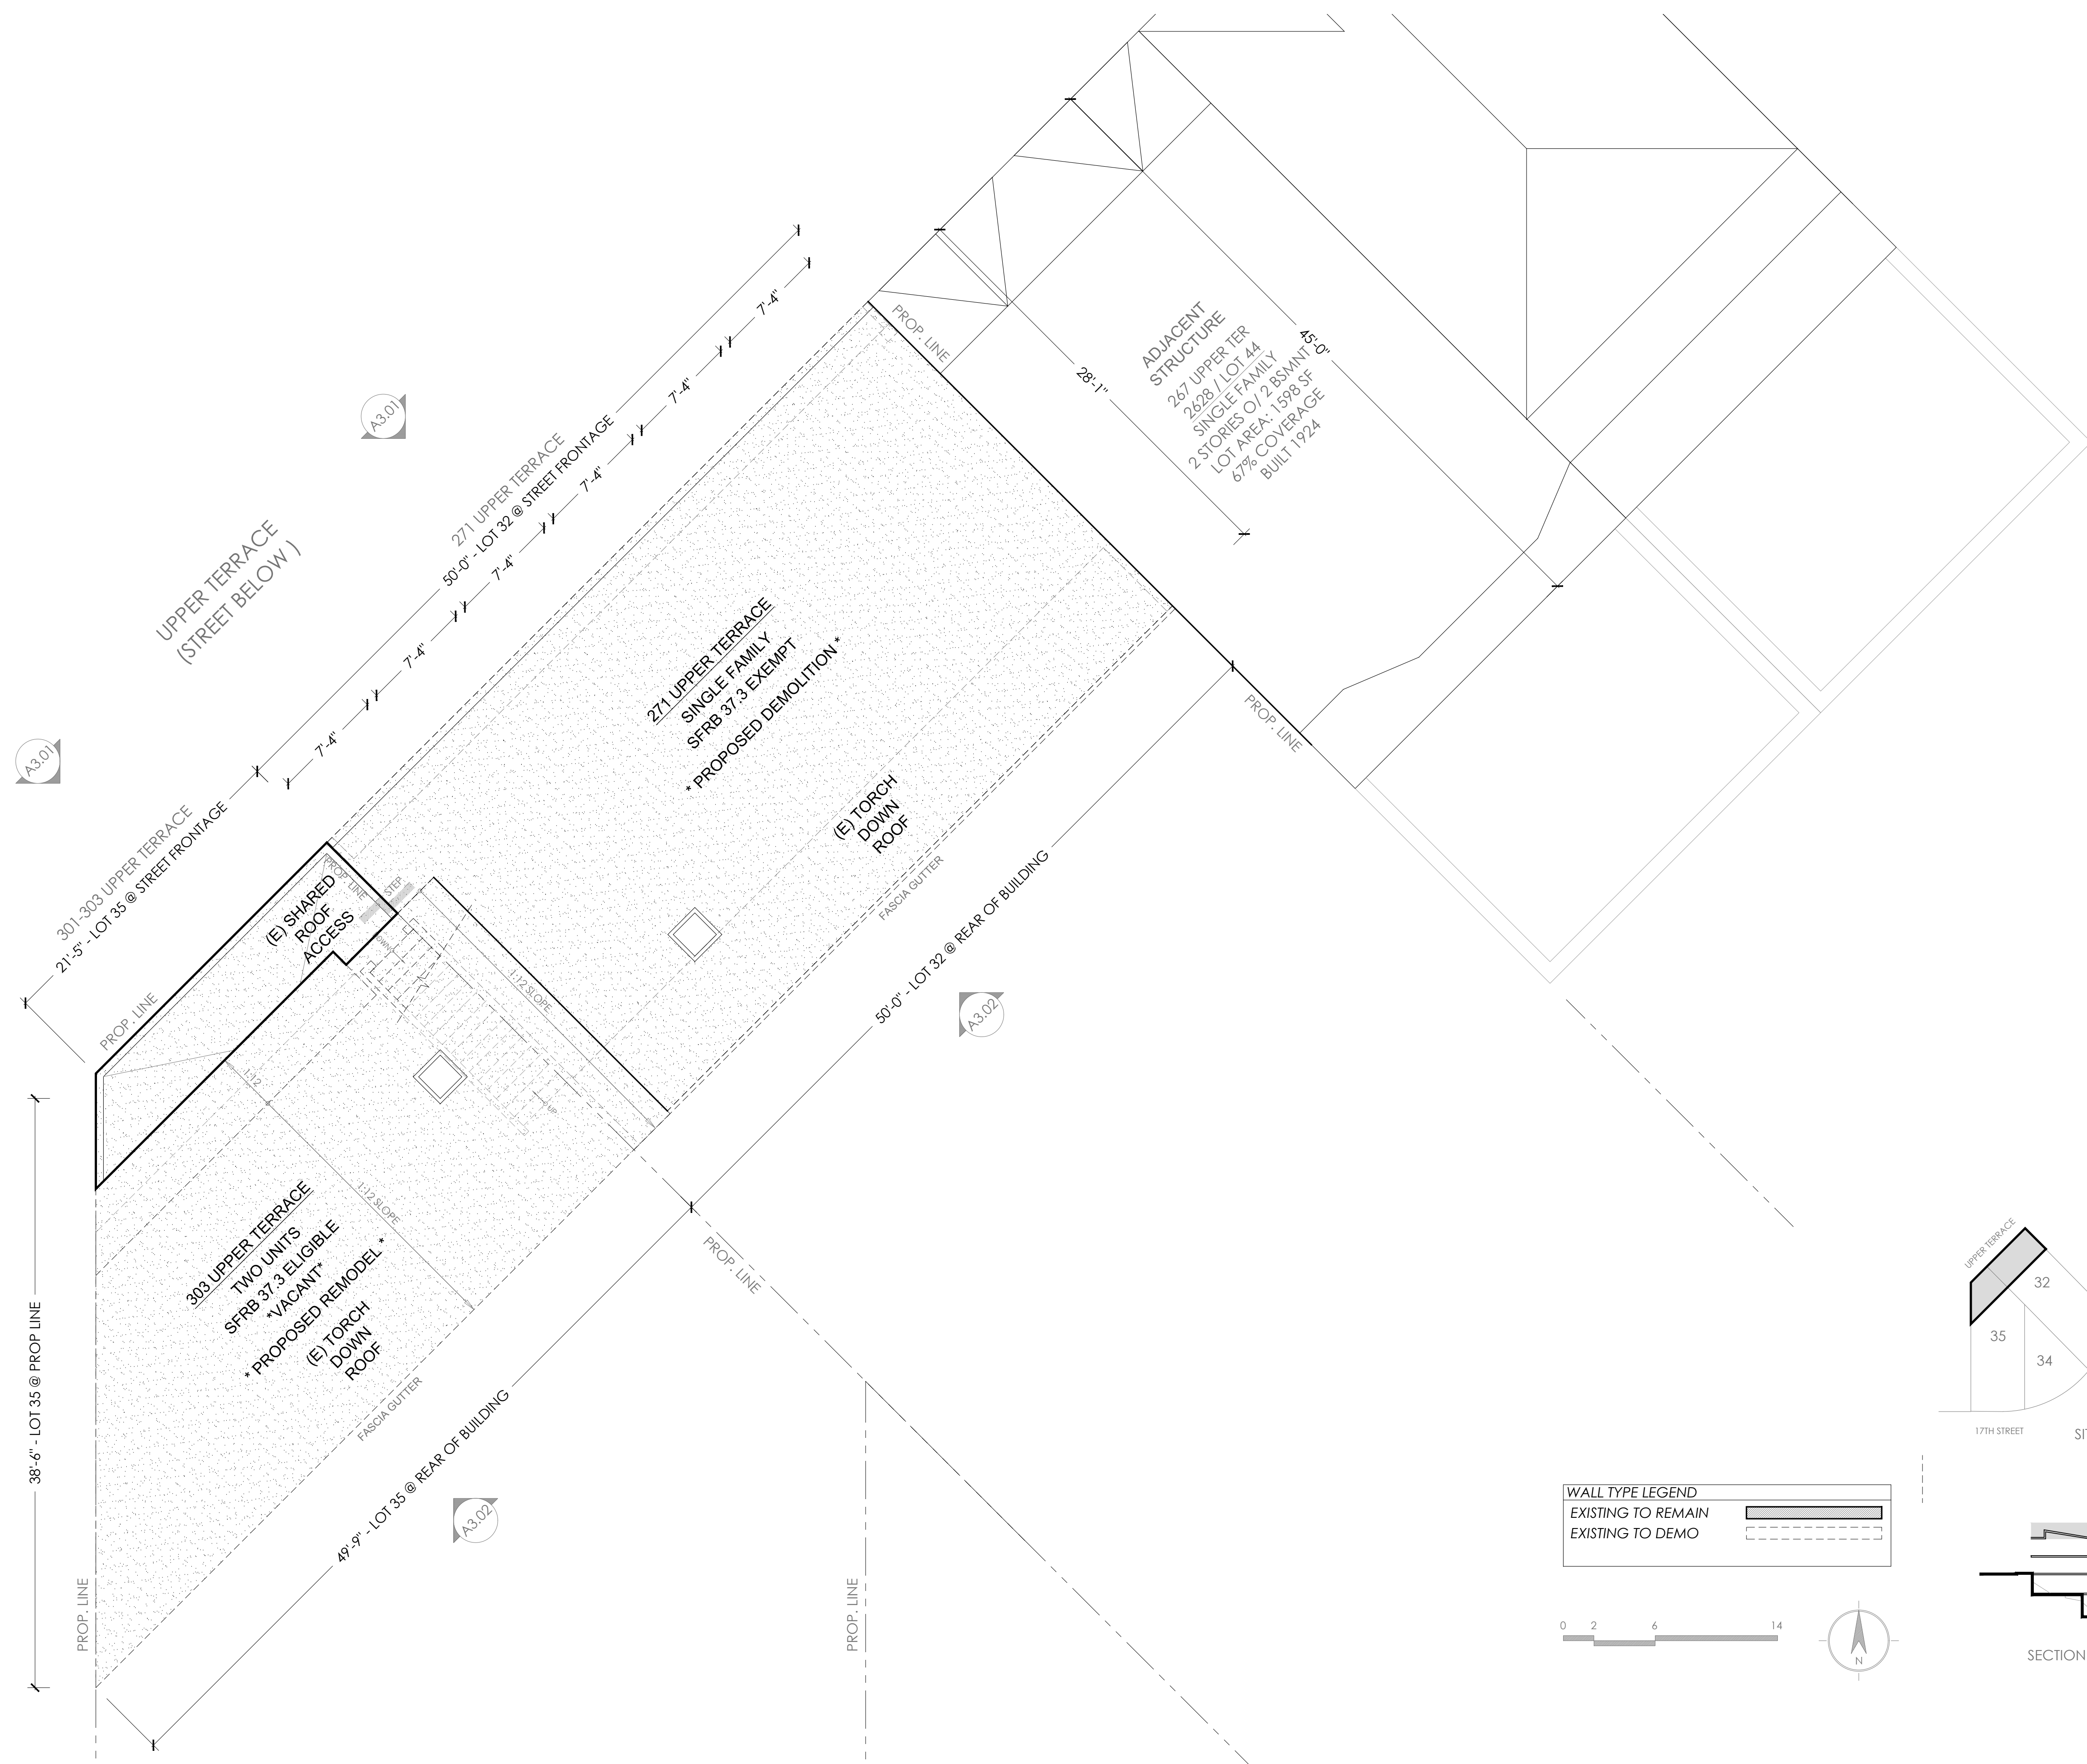 7'-4"
7'-4"
7'-4"
7'-4"
7'-4"
7'-4"
271 UPPER TERRACE
50'-0" - LOT 32 @ STREET FRONTAGE
A3.01
UPPER TERRACE
(STREET BELOW )
A3.01
301-303 UPPER TERRACE
21'-5" - LOT 35 @ STREET FRONTAGE
PROP. LINE
28'-1"
45'-0"
ADJACENT
STRUCTURE
267 UPPER TER
2628 / LOT 44
SINGLE FAMILY
2 STORIES O/ 2 BSMNT
LOT AREA: 1598 SF
67% COVERAGE
BUILT 1924
271 UPPER TERRACE
SINGLE FAMILY
SFRB 37.3 EXEMPT
* PROPOSED DEMOLITION *
(E) TORCH
DOWN
ROOF
FASCIA GUTTER
PROP. LINE
50'-0" - LOT 32 @ REAR OF BUILDING
A3.02
PROP. LINE
STEP
(E) SHARED
ROOF
ACCESS
DOWN
1:12 SLOPE
UP
PROP. LINE
1:12
1:12 SLOPE
303 UPPER TERRACE
TWO UNITS
SFRB 37.3 ELIGIBLE
*VACANT*
* PROPOSED REMODEL *
(E) TORCH
DOWN
ROOF
FASCIA GUTTER
PROP. LINE
38'-6" - LOT 35 @ PROP LINE
49'-9" - LOT 35 @ REAR OF BUILDING
A3.02
PROP. LINE
PROP. LINE
UPPER TERRACE
32
35
34
17TH STREET
WALL TYPE LEGEND
EXISTING TO REMAIN
EXISTING TO DEMO
0 2 6 14
N
SECTION